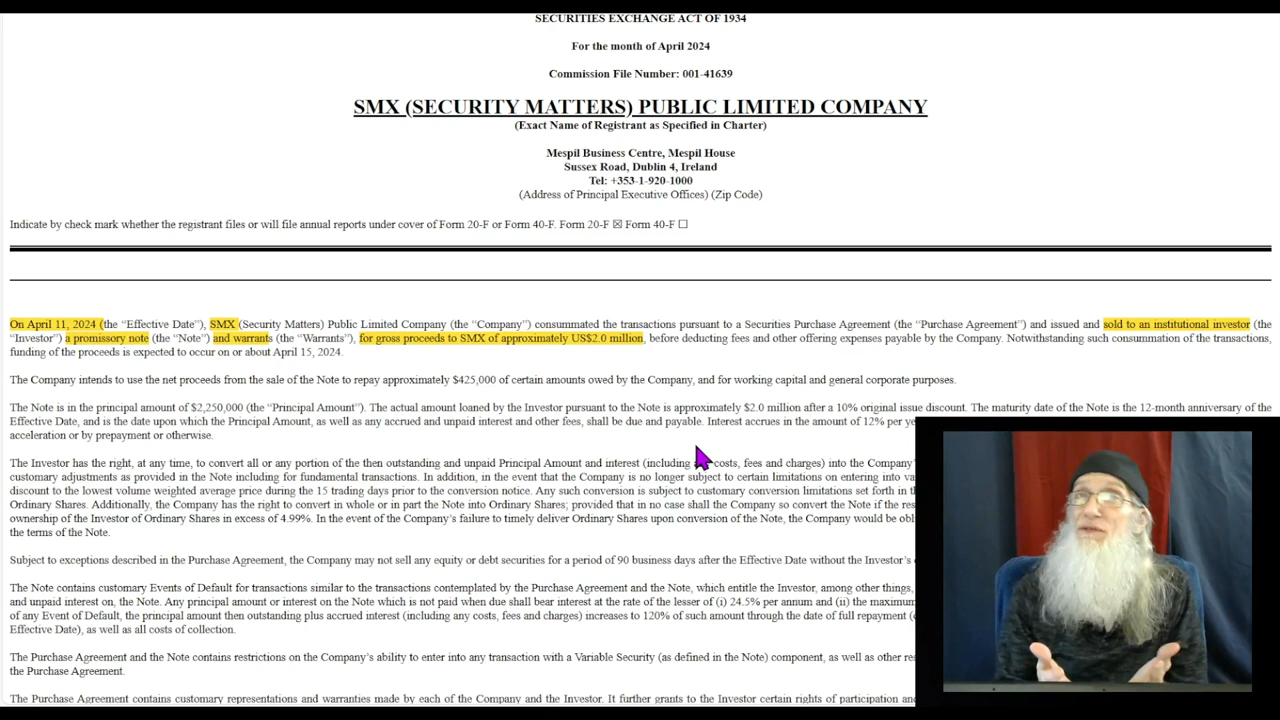 SECURITIES EXCHANGE ACT OF 1934
For the month of April 2024
Commission File Number: 001-41639
SMX (SECURITY MATTERS) PUBLIC LIMITED COMPANY
(Exact Name of Registrant as Specified in Charter)
Mespil Business Centre, Mespil House
Sussex Road, Dublin 4, Ireland
Tel: +353-1-920-1000
(Address of Principal Executive Offices) (Zip Code)
Indicate by check mark whether the registrant files or will file annual reports under cover of Form 20-F or Form 40-F. Form 20-F ☒ Form 40-F ☐
On April 11, 2024 (the “Effective Date”), SMX (Security Matters) Public Limited Company (the “Company”) consummated the transactions pursuant to a Securities Purchase Agreement (the “Purchase Agreement”) and issued and sold to an institutional investor (the
“Investor”) a promissory note (the “Note”) and warrants (the “Warrants”), for gross proceeds to SMX of approximately US$2.0 million, before deducting fees and other offering expenses payable by the Company. Notwithstanding such consummation of the transactions,
funding of the proceeds is expected to occur on or about April 15, 2024.
The Company intends to use the net proceeds from the sale of the Note to repay approximately $425,000 of certain amounts owed by the Company, and for working capital and general corporate purposes.
The Note is in the principal amount of $2,250,000 (the “Principal Amount”). The actual amount loaned by the Investor pursuant to the Note is approximately $2.0 million after a 10% original issue discount. The maturity date of the Note is the 12-month anniversary of the
Effective Date, and is the date upon which the Principal Amount, as well as any accrued and unpaid interest and other fees, shall be due and payable. Interest accrues in the amount of 12% per ye
acceleration or by prepayment or otherwise.
The Investor has the right, at any time, to convert all or any portion of the then outstanding and unpaid Principal Amount and interest (including costs, fees and charges) into the Company’
customary adjustments as provided in the Note including for fundamental transactions. In addition, in the event that the Company is no longer subject to certain limitations on entering into va
discount to the lowest volume weighted average price during the 15 trading days prior to the conversion notice. Any such conversion is subject to customary conversion limitations set forth in th
Ordinary Shares. Additionally, the Company has the right to convert in whole or in part the Note into Ordinary Shares; provided that in no case shall the Company so convert the Note if the res
ownership of the Investor of Ordinary Shares in excess of 4.99%. In the event of the Company’s failure to timely deliver Ordinary Shares upon conversion of the Note, the Company would be obl
the terms of the Note.
Subject to exceptions described in the Purchase Agreement, the Company may not sell any equity or debt securities for a period of 90 business days after the Effective Date without the Investor’s
The Note contains customary Events of Default for transactions similar to the transactions contemplated by the Purchase Agreement and the Note, which entitle the Investor, among other things,
and unpaid interest on, the Note. Any principal amount or interest on the Note which is not paid when due shall bear interest at the rate of the lesser of (i) 24.5% per annum and (ii) the maximum
of any Event of Default, the principal amount then outstanding plus accrued interest (including any costs, fees and charges) increases to 120% of such amount through the date of full repayment (
Effective Date), as well as all costs of collection.
The Purchase Agreement and the Note contains restrictions on the Company’s ability to enter into any transaction with a Variable Security (as defined in the Note) component, as well as other re
the Purchase Agreement.
The Purchase Agreement contains customary representations and warranties made by each of the Company and the Investor. It further grants to the Investor certain rights of participation and